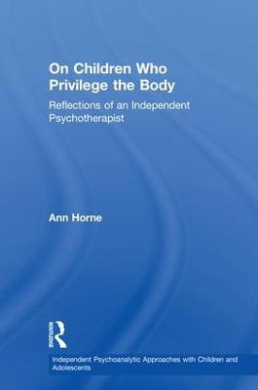 On Children Who
Privilege the Body
Reflections of an Independent
Psychotherapist
Ann Horne
Routledge
Independent Psychoanalytic Approaches with Children and
Adolescents